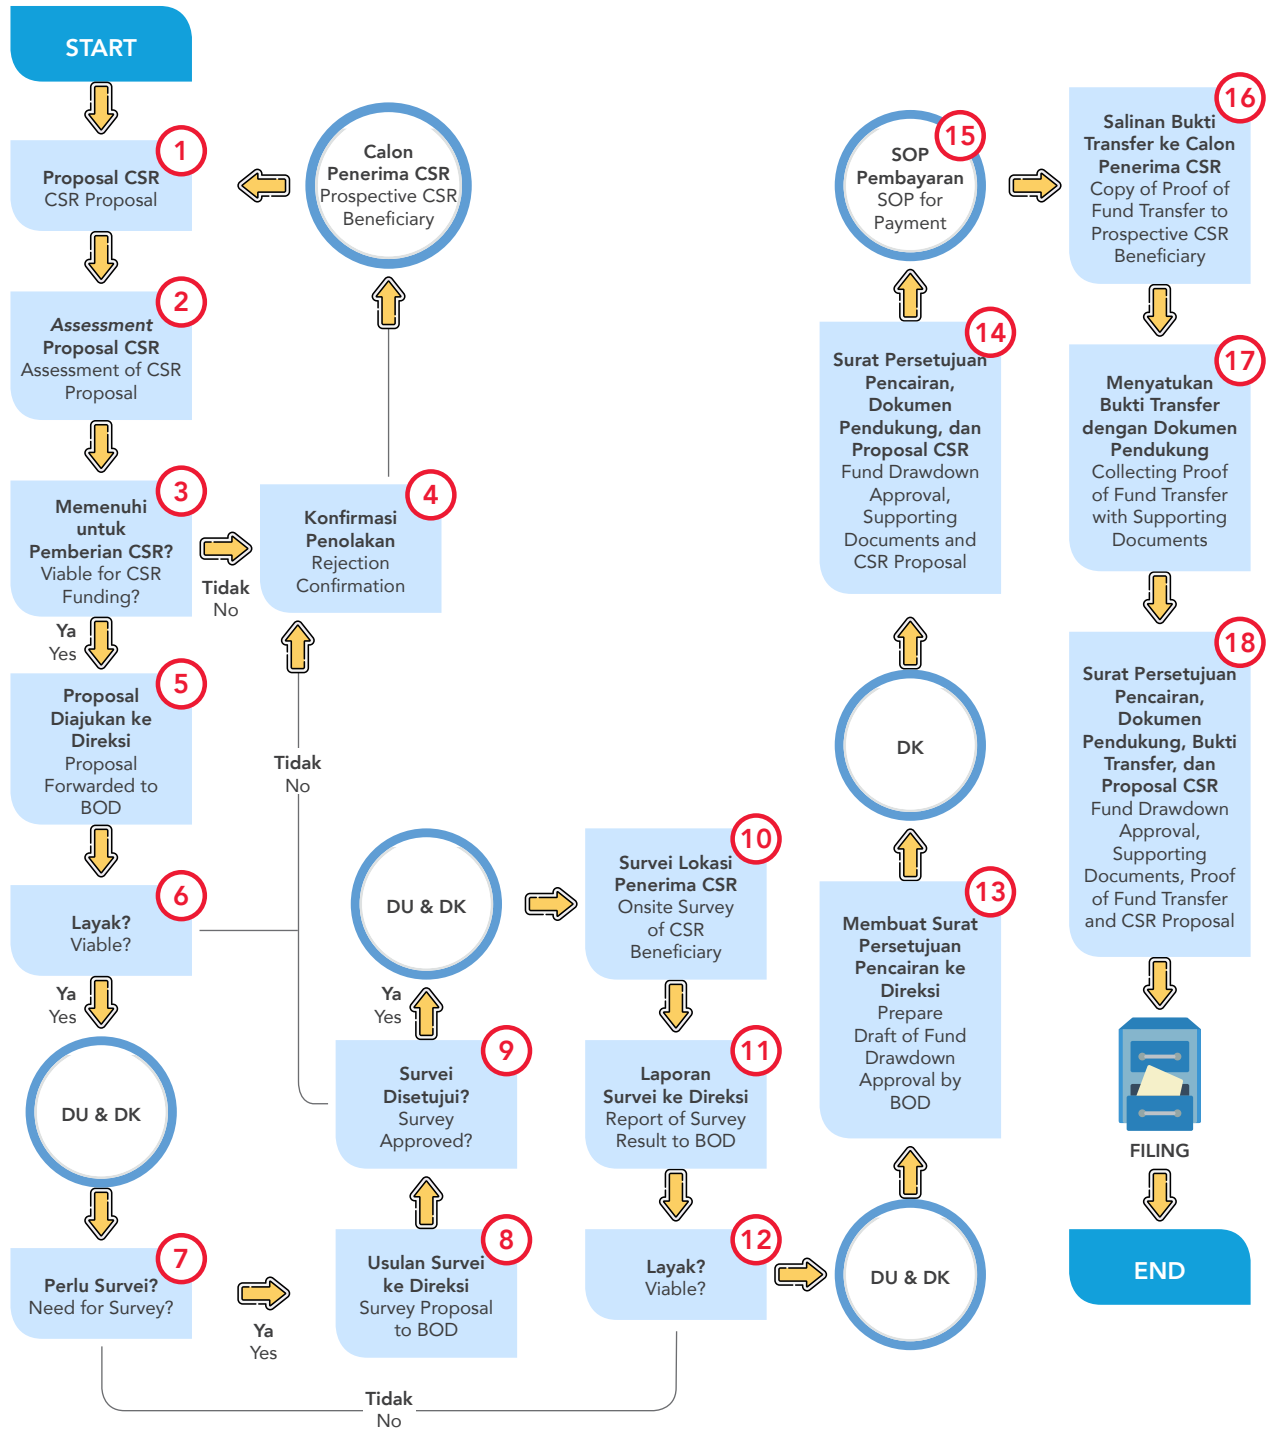 START
1
Proposal CSR
CSR Proposal
2
Assessment
Proposal CSR
Assessment of CSR
Proposal
3
Memenuhi
untuk
Pemberian CSR?
Viable for CSR
Funding?
Tidak
No
Ya
Yes
4
Konfirmasi
Penolakan
Rejection
Confirmation
Calon
Penerima CSR
Prospective CSR
Beneficiary
5
Proposal
Diajukan ke
Direksi
Proposal
Forwarded to
BOD
6
Layak?
Viable?
Tidak
No
Ya
Yes
DU & DK
7
Perlu Survei?
Need for Survey?
Ya
Yes
Tidak
No
8
Usulan Survei
ke Direksi
Survey Proposal
to BOD
9
Survei
Disetujui?
Survey
Approved?
Ya
Yes
DU & DK
10
Survei Lokasi
Penerima CSR
Onsite Survey
of CSR
Beneficiary
11
Laporan
Survei ke Direksi
Report of Survey
Result to BOD
12
Layak?
Viable?
DU & DK
13
Membuat Surat
Persetujuan
Pencairan ke
Direksi
Prepare
Draft of Fund
Drawdown
Approval by
BOD
DK
14
Surat Persetujuan
Pencairan,
Dokumen
Pendukung, dan
Proposal CSR
Fund Drawdown
Approval,
Supporting
Documents and
CSR Proposal
15
SOP
Pembayaran
SOP for
Payment
16
Salinan Bukti
Transfer ke Calon
Penerima CSR
Copy of Proof of
Fund Transfer to
Prospective CSR
Beneficiary
17
Menyatukan
Bukti Transfer
dengan Dokumen
Pendukung
Collecting Proof
of Fund Transfer
with Supporting
Documents
18
Surat Persetujuan
Pencairan,
Dokumen
Pendukung, Bukti
Transfer, dan
Proposal CSR
Fund Drawdown
Approval,
Supporting
Documents, Proof
of Fund Transfer
and CSR Proposal
FILING
END